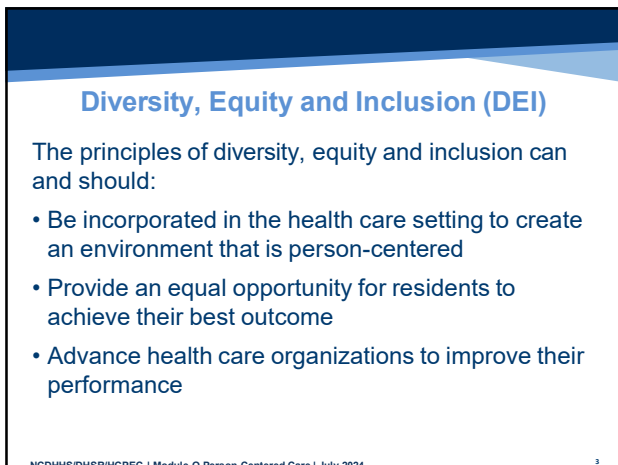 Diversity, Equity and Inclusion (DEI)
The principles of diversity, equity and inclusion can
and should:
• Be incorporated in the health care setting to create
an environment that is person-centered
• Provide an equal opportunity for residents to
achieve their best outcome
• Advance health care organizations to improve their
performance
NCDHHS/DHSR/HCPEC | Module O Person-Centered Care | July 2024
3